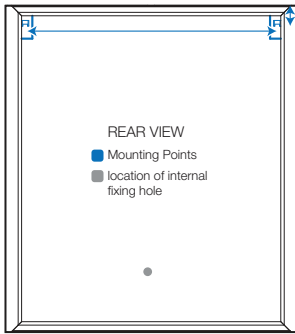 REAR VIEW
Mounting Points
location of internal
fixing hole